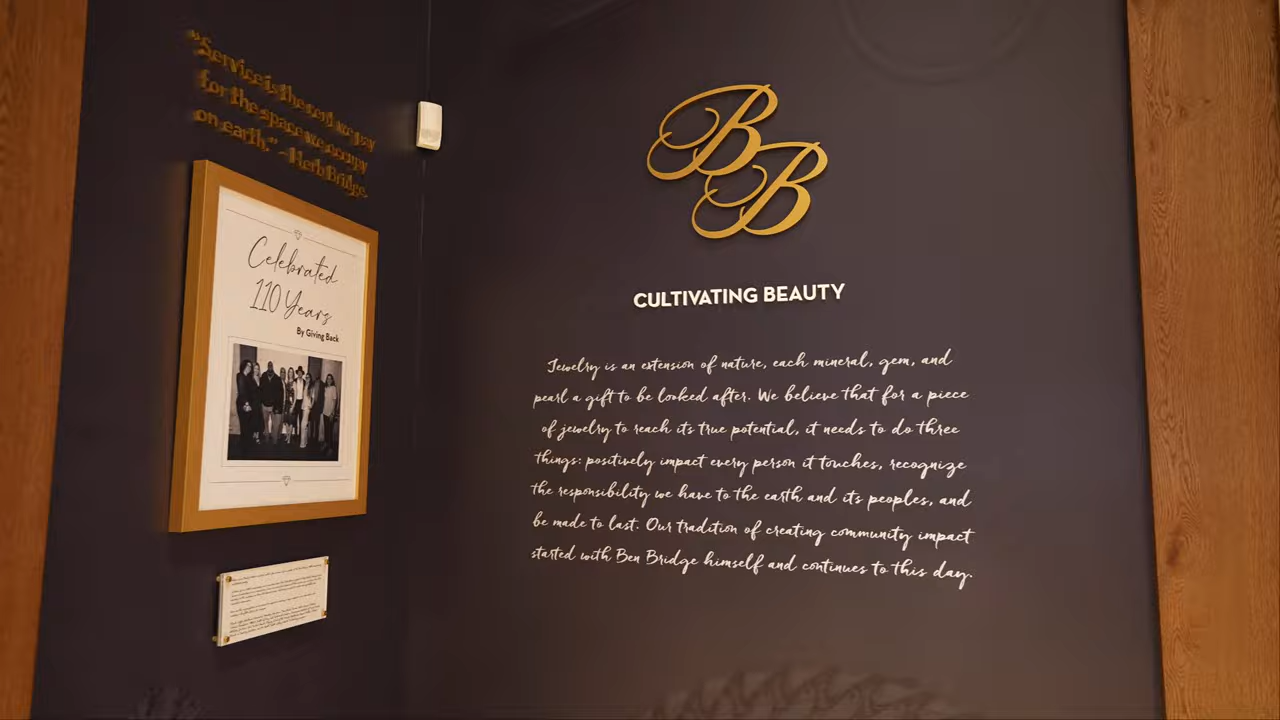 "Service is the rent we pay
for the space we occupy
on earth." - Herb Bridge
Celebrated
110 Years
By Giving Back
BB
CULTIVATING BEAUTY
Jewelry is an extension of nature, each mineral, gem, and
pearl a gift to be looked after. We believe that for a piece
of jewelry to reach its true potential, it needs to do three
things: positively impact every person it touches, recognize
the responsibility we have to the earth and its peoples, and
be made to last. Our tradition of creating community impact
started with Ben Bridge himself and continues to this day.